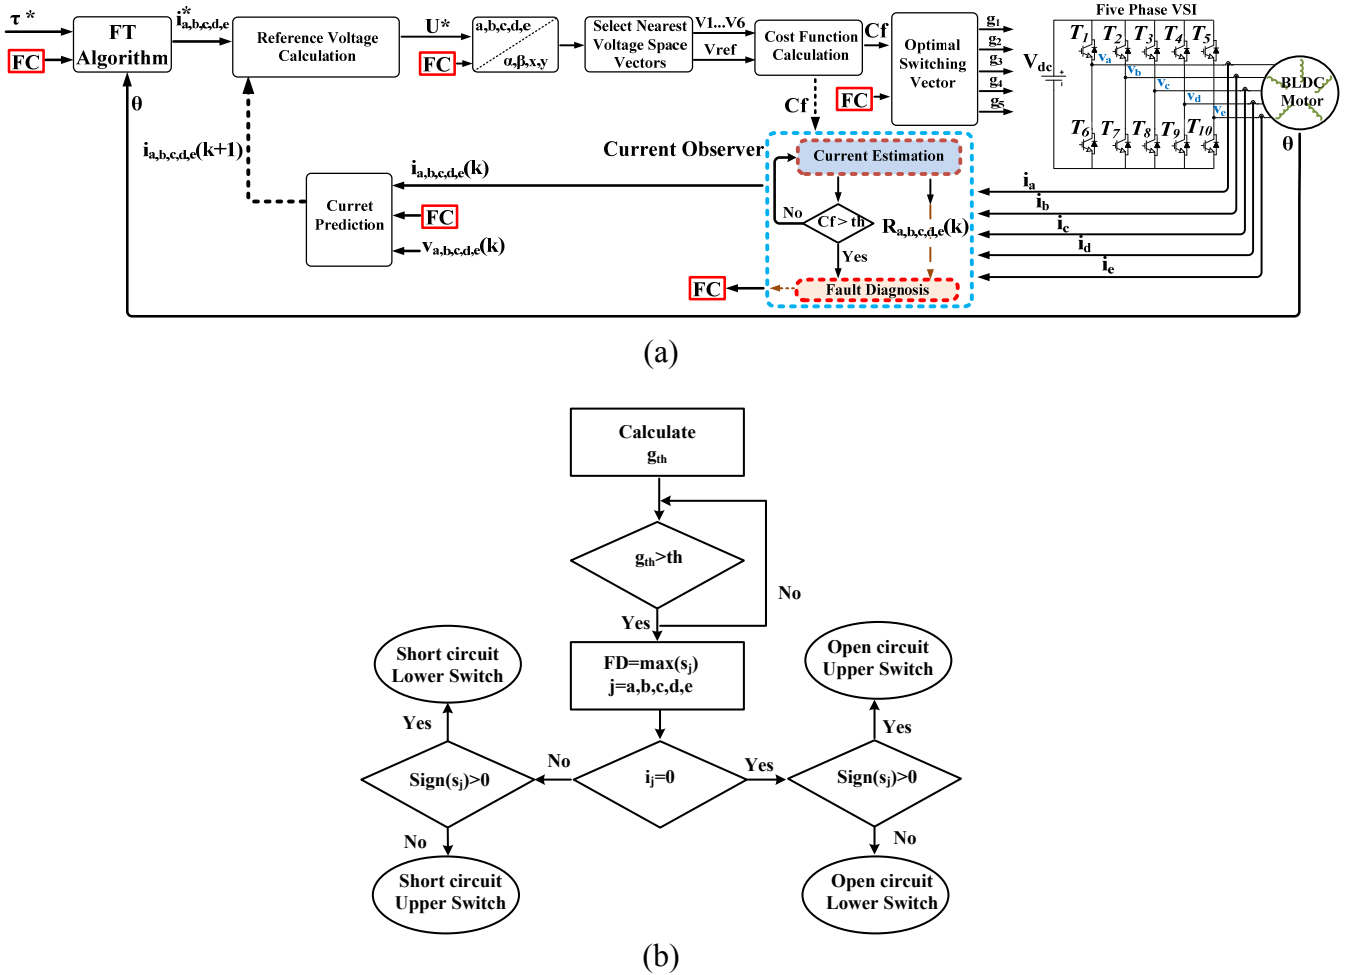 τ*
FC
FT
Algorithm
i*a,b,c,d,e
θ
Reference Voltage
Calculation
U*
FC
a,b,c,d,e
α,β,x,y
Select Nearest
Voltage Space
Vectors
V1...V6
Vref
Cost Function
Calculation
Cf
Cf
FC
Optimal
Switching
Vector
g1
g2
g3
g4
g5
Five Phase VSI
Vdc
T1
T2
T3
T4
T5
va
vb
vc
vd
ve
T6
T7
T8
T9
T10
BLDC
Motor
θ
ia
ib
ic
id
ie
Current Observer
Current Estimation
No
Cf > th
Yes
Ra,b,c,d,e(k)
Fault Diagnosis
FC
ia,b,c,d,e(k+1)
Curret
Prediction
ia,b,c,d,e(k)
FC
va,b,c,d,e(k)
(a)
Calculate
gth
gth>th
No
Yes
FD=max(sj)
j=a,b,c,d,e
Short circuit
Lower Switch
Open circuit
Upper Switch
Yes
Yes
No
Yes
Sign(sj)>0
ij=0
Sign(sj)>0
No
No
Short circuit
Upper Switch
Open circuit
Lower Switch
(b)